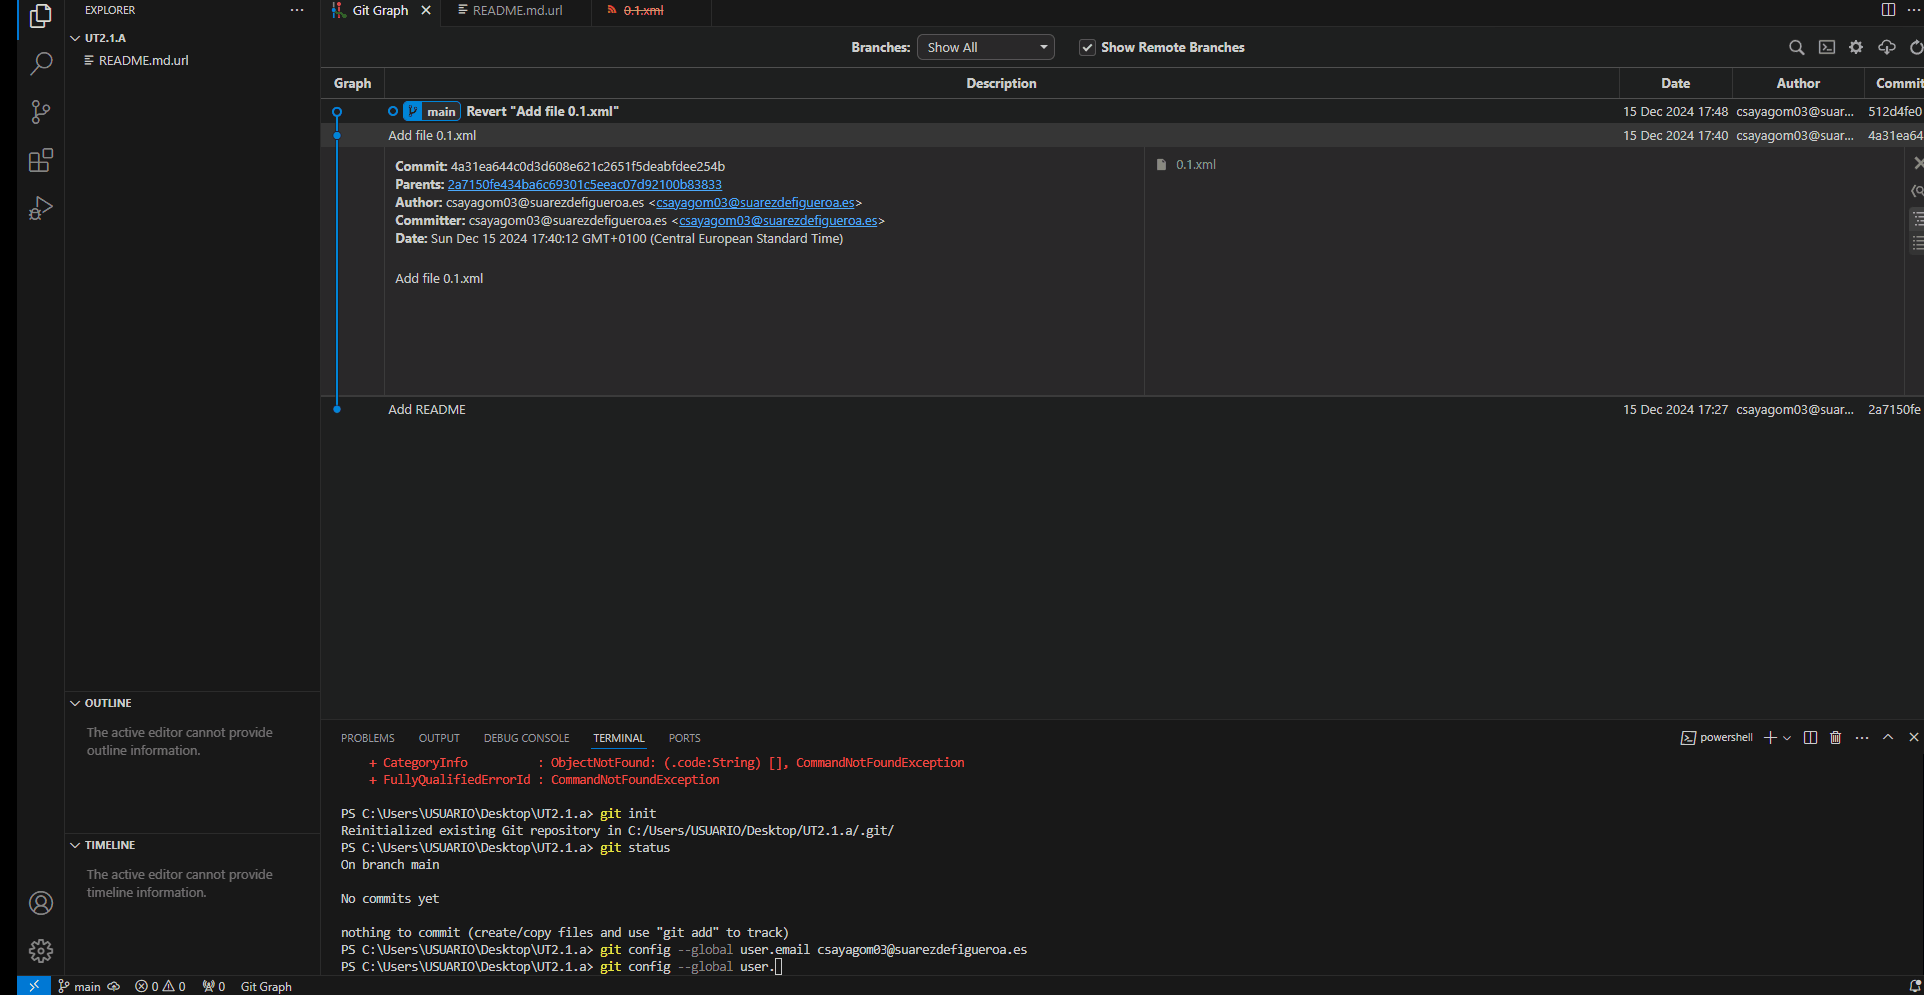 EXPLORER
Git Graph
README.md.url
0.1.xml
UT2.1.A
README.md.url
Branches: Show All
Show Remote Branches
Graph Description Date Author Commit
main Revert "Add file 0.1.xml" 15 Dec 2024 17:48 csayagom03@suar... 512d4fe0
Add file 0.1.xml 15 Dec 2024 17:40 csayagom03@suar... 4a31ea64
Commit: 4a31ea644c0d3d608e621c2651f5deabfdee254b
Parents: 2a7150fe434ba6c69301c5eeac07d92100b83833
Author: csayagom03@suarezdefigueroa.es <csayagom03@suarezdefigueroa.es>
Committer: csayagom03@suarezdefigueroa.es <csayagom03@suarezdefigueroa.es>
Date: Sun Dec 15 2024 17:40:12 GMT+0100 (Central European Standard Time)
Add file 0.1.xml
0.1.xml
Add README 15 Dec 2024 17:27 csayagom03@suar... 2a7150fe
OUTLINE
The active editor cannot provide
outline information.
TIMELINE
The active editor cannot provide
timeline information.
PROBLEMS OUTPUT DEBUG CONSOLE TERMINAL PORTS
powershell
+ CategoryInfo : ObjectNotFound: (.code:String) [], CommandNotFoundException
+ FullyQualifiedErrorId : CommandNotFoundException
PS C:\Users\USUARIO\Desktop\UT2.1.a> git init
Reinitialized existing Git repository in C:/Users/USUARIO/Desktop/UT2.1.a/.git/
PS C:\Users\USUARIO\Desktop\UT2.1.a> git status
On branch main
No commits yet
nothing to commit (create/copy files and use "git add" to track)
PS C:\Users\USUARIO\Desktop\UT2.1.a> git config --global user.email csayagom03@suarezdefigueroa.es
PS C:\Users\USUARIO\Desktop\UT2.1.a> git config --global user.
main 0 0 0 Git Graph